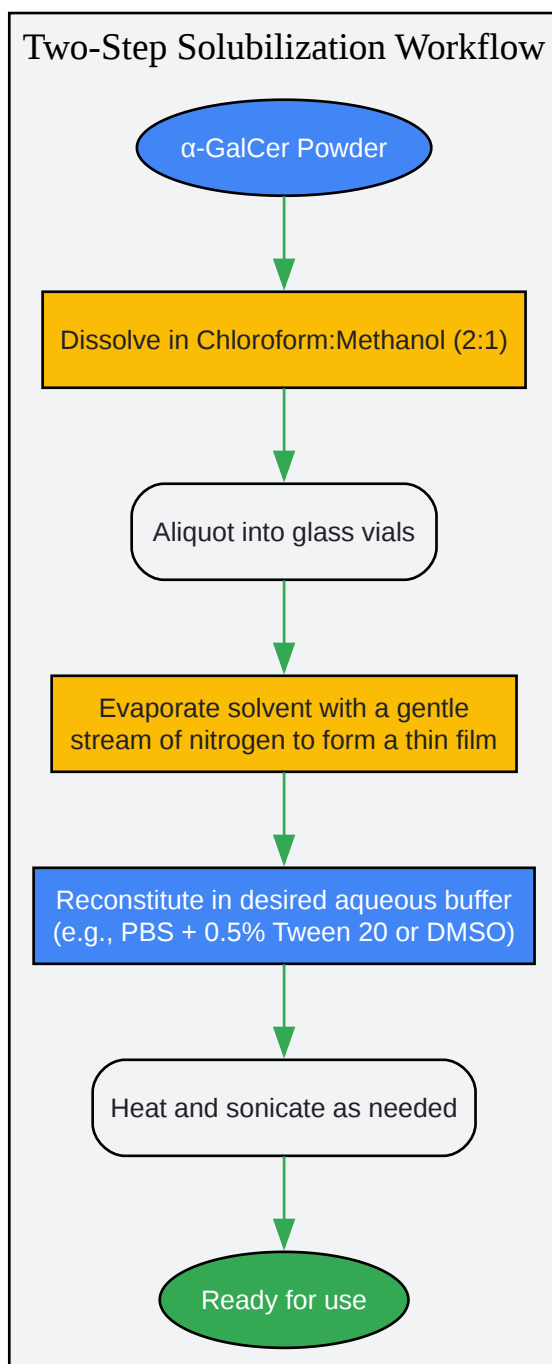 Two-Step Solubilization Workflow
α-GalCer Powder
Dissolve in Chloroform:Methanol (2:1)
Aliquot into glass vials
Evaporate solvent with a gentle
stream of nitrogen to form a thin film
Reconstitute in desired aqueous buffer
(e.g., PBS + 0.5% Tween 20 or DMSO)
Heat and sonicate as needed
Ready for use